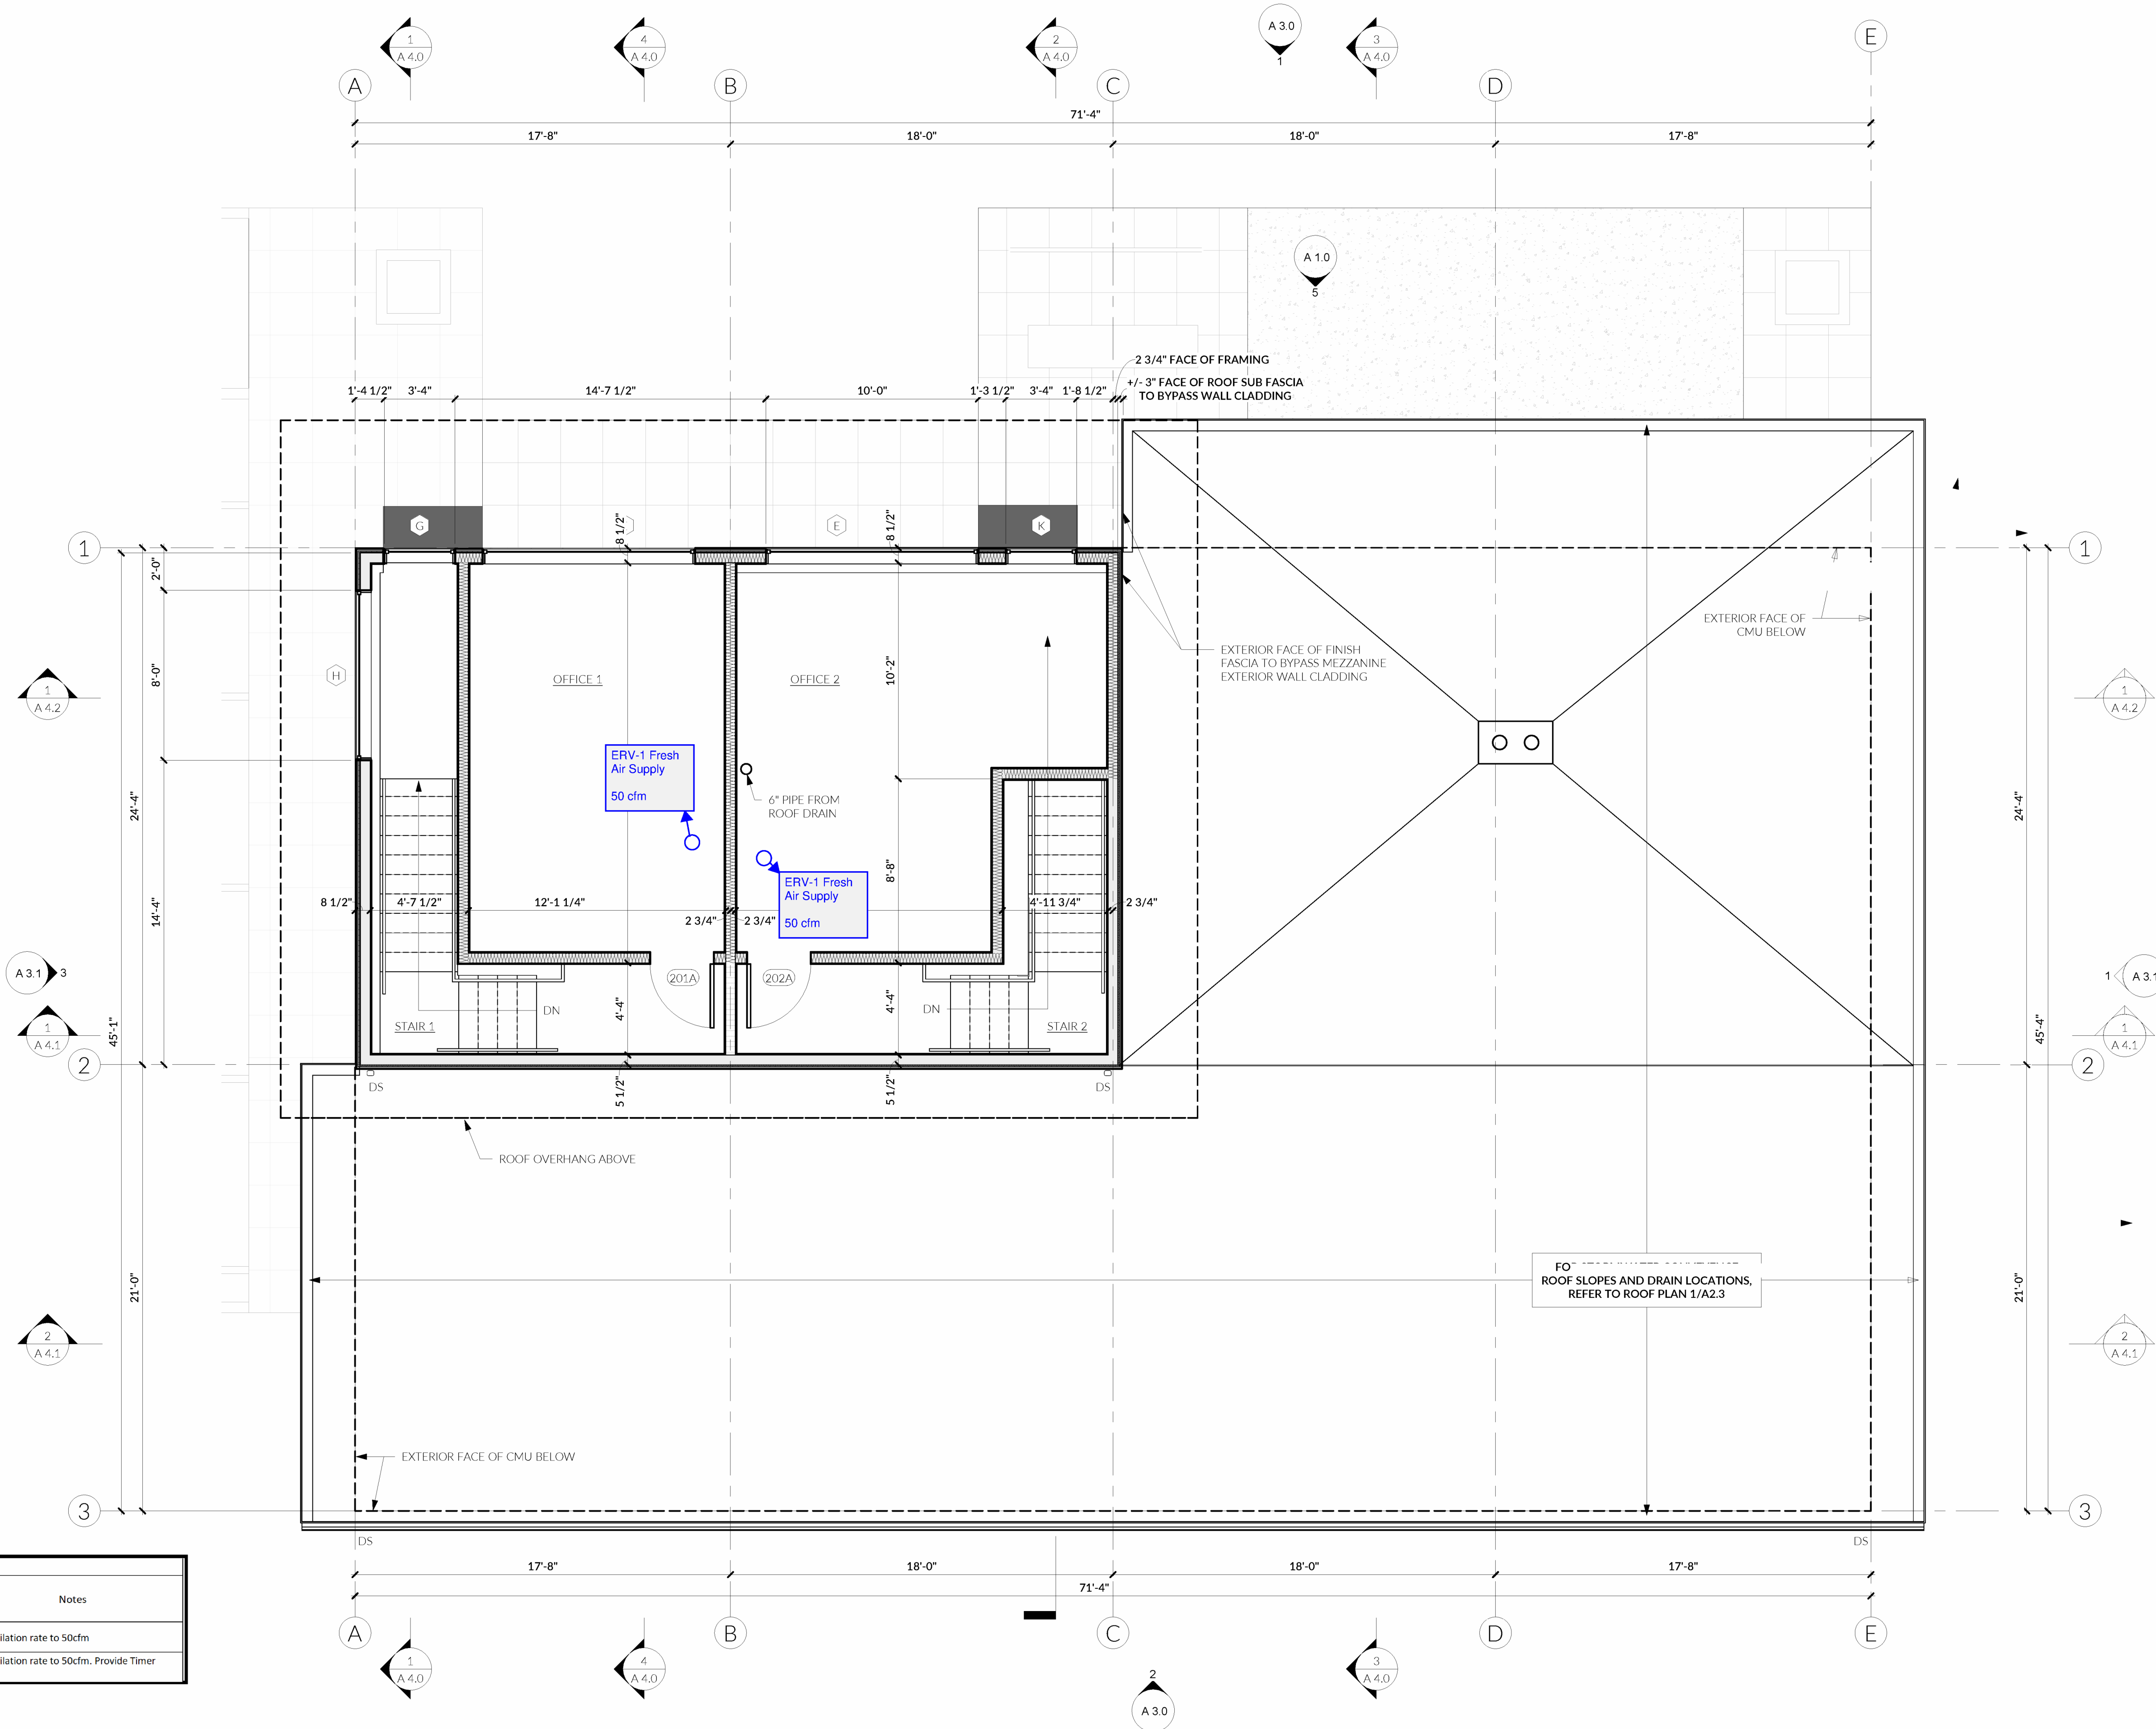 1
A 4.0
4
A 4.0
2
A 4.0
A 3.0
1
3
A 4.0
E
A
B
C
D
71'-4"
17'-8"
18'-0"
18'-0"
17'-8"
A 1.0
5
2 3/4" FACE OF FRAMING
+/- 3" FACE OF ROOF SUB FASCIA
TO BYPASS WALL CLADDING
1'-4 1/2"
3'-4"
14'-7 1/2"
10'-0"
1'-3 1/2"
3'-4"
1'-8 1/2"
G
E
K
8 1/2"
8 1/2"
1
1
2'-0"
EXTERIOR FACE OF
CMU BELOW
EXTERIOR FACE OF FINISH
FASCIA TO BYPASS MEZZANINE
EXTERIOR WALL CLADDING
H
OFFICE 1
OFFICE 2
10'-2"
8'-0"
1
A 4.2
1
A 4.2
ERV-1 Fresh
Air Supply
50 cfm
6" PIPE FROM
ROOF DRAIN
24'-4"
24'-4"
8'-8"
ERV-1 Fresh
Air Supply
50 cfm
14'-4"
8 1/2"
4'-7 1/2"
12'-1 1/4"
2 3/4"
2 3/4"
4'-11 3/4"
2 3/4"
A 3.1
3
201A
202A
1
A 3.1
4'-4"
4'-4"
DN
DN
STAIR 1
STAIR 2
1
A 4.1
1
A 4.1
45'-1"
45'-4"
2
2
DS
DS
5 1/2"
5 1/2"
ROOF OVERHANG ABOVE
21'-0"
21'-0"
FO
ROOF SLOPES AND DRAIN LOCATIONS,
REFER TO ROOF PLAN 1/A2.3
2
A 4.1
2
A 4.1
EXTERIOR FACE OF CMU BELOW
3
3
DS
DS
17'-8"
18'-0"
18'-0"
17'-8"
71'-4"
Notes
ilation rate to 50cfm
ilation rate to 50cfm. Provide Timer
A
B
C
D
E
1
A 4.0
4
A 4.0
3
A 4.0
2
A 3.0